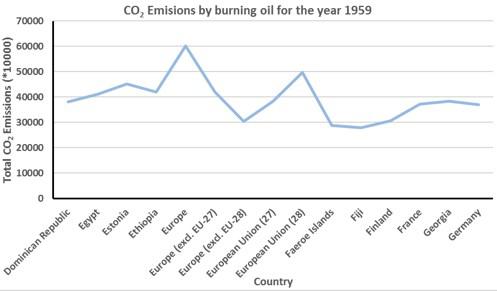 CO₂ Emisions by burning oil for the year 1959
Total CO₂ Emissions (*10000)
70000
60000
50000
40000
30000
20000
10000
0
Dominican Republic
Egypt
Estonia
Ethiopia
Europe
Europe (excl. EU-27)
Europe (excl. EU-28)
European Union (27)
European Union (28)
Faeroe Islands
Fiji
Finland
France
Georgia
Germany
Country